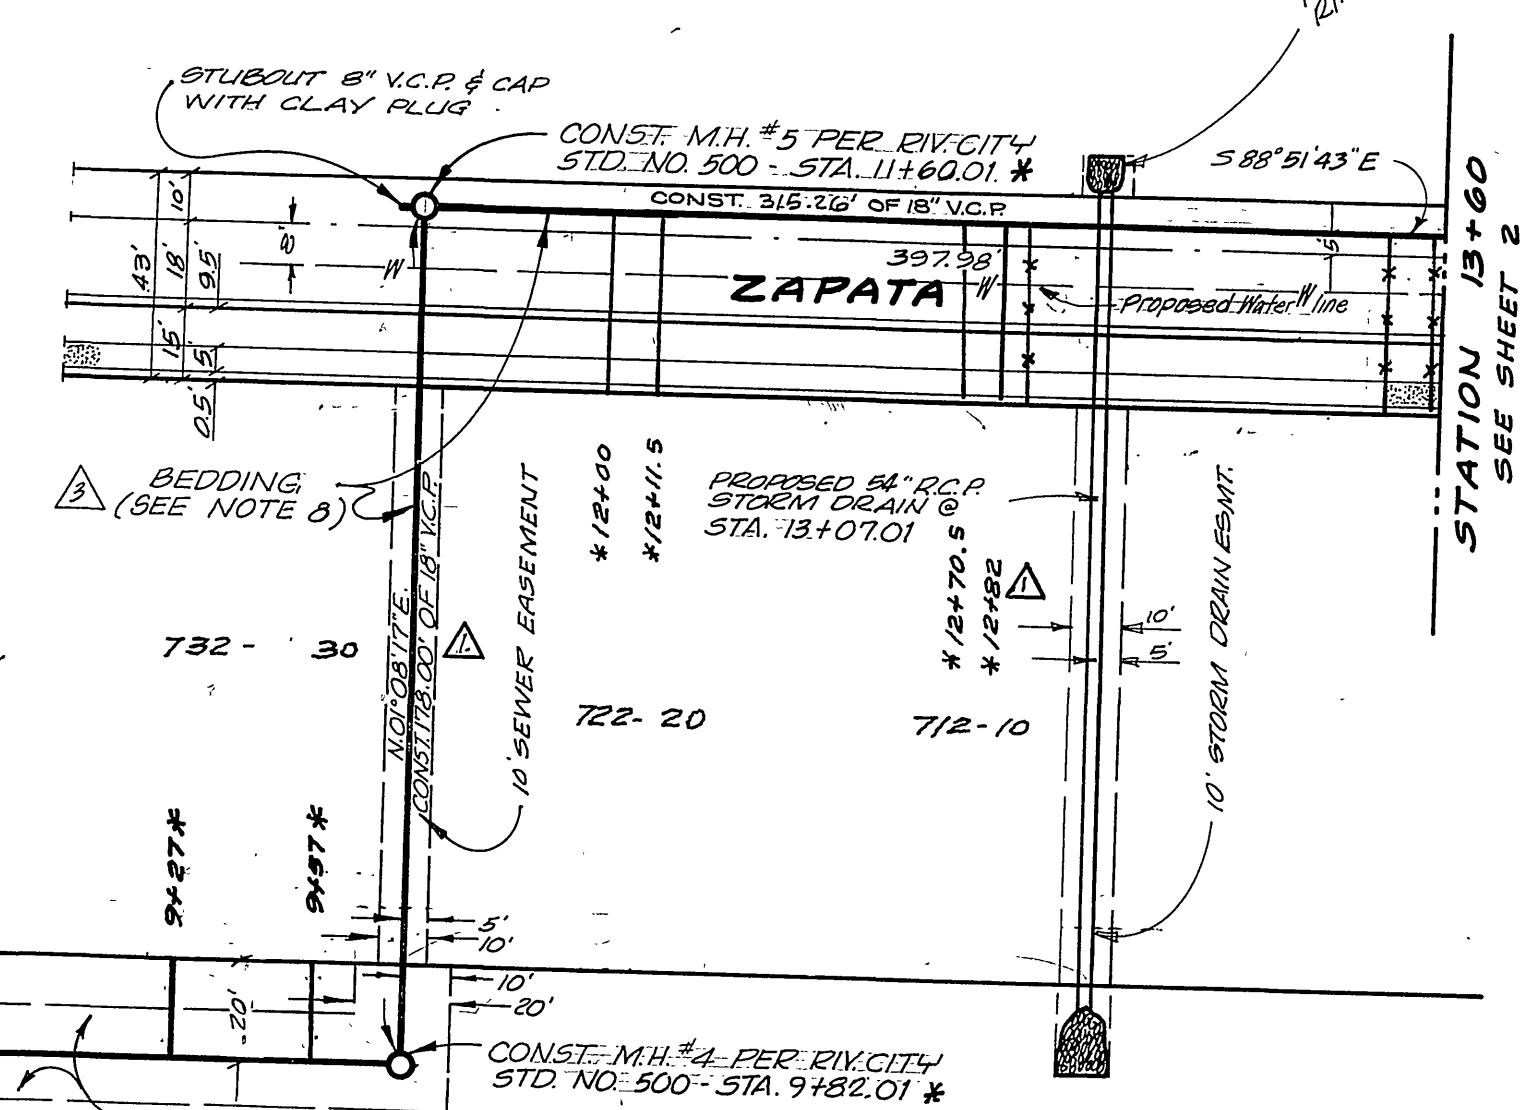 STUBOUT 8" V.C.P. & CAP
WITH CLAY PLUG
CONST. M.H. #5 PER RIV. CITY
STD. NO. 500 - STA. 11+60.01 *
S 88°51'43" E
CONST. 315.26' OF 18" V.C.P.
STATION 13+60
SEE SHEET 2
43'
10'
18'
9.5'
8'
15'
5'
0.5'
W
397.98'
ZAPATA
W
Proposed Water line
W
5'
3
BEDDING
(SEE NOTE 8)
N.01°08'17"E.
CONST. 178.00' OF 18" V.C.P.
10' SEWER EASEMENT
*12+00
*12+11.5
PROPOSED 54" R.C.P.
STORM DRAIN @
STA. 13+07.01
*12+70.5
*12+82
1
10'
5'
10' STORM DRAIN ESMT.
732- 30
1.
722- 20
712-10
9+27*
9+57*
5'
10'
10'
20'
20'
CONST. M.H. #4 PER RIV. CITY
STD. NO. 500 - STA. 9+82.01 *